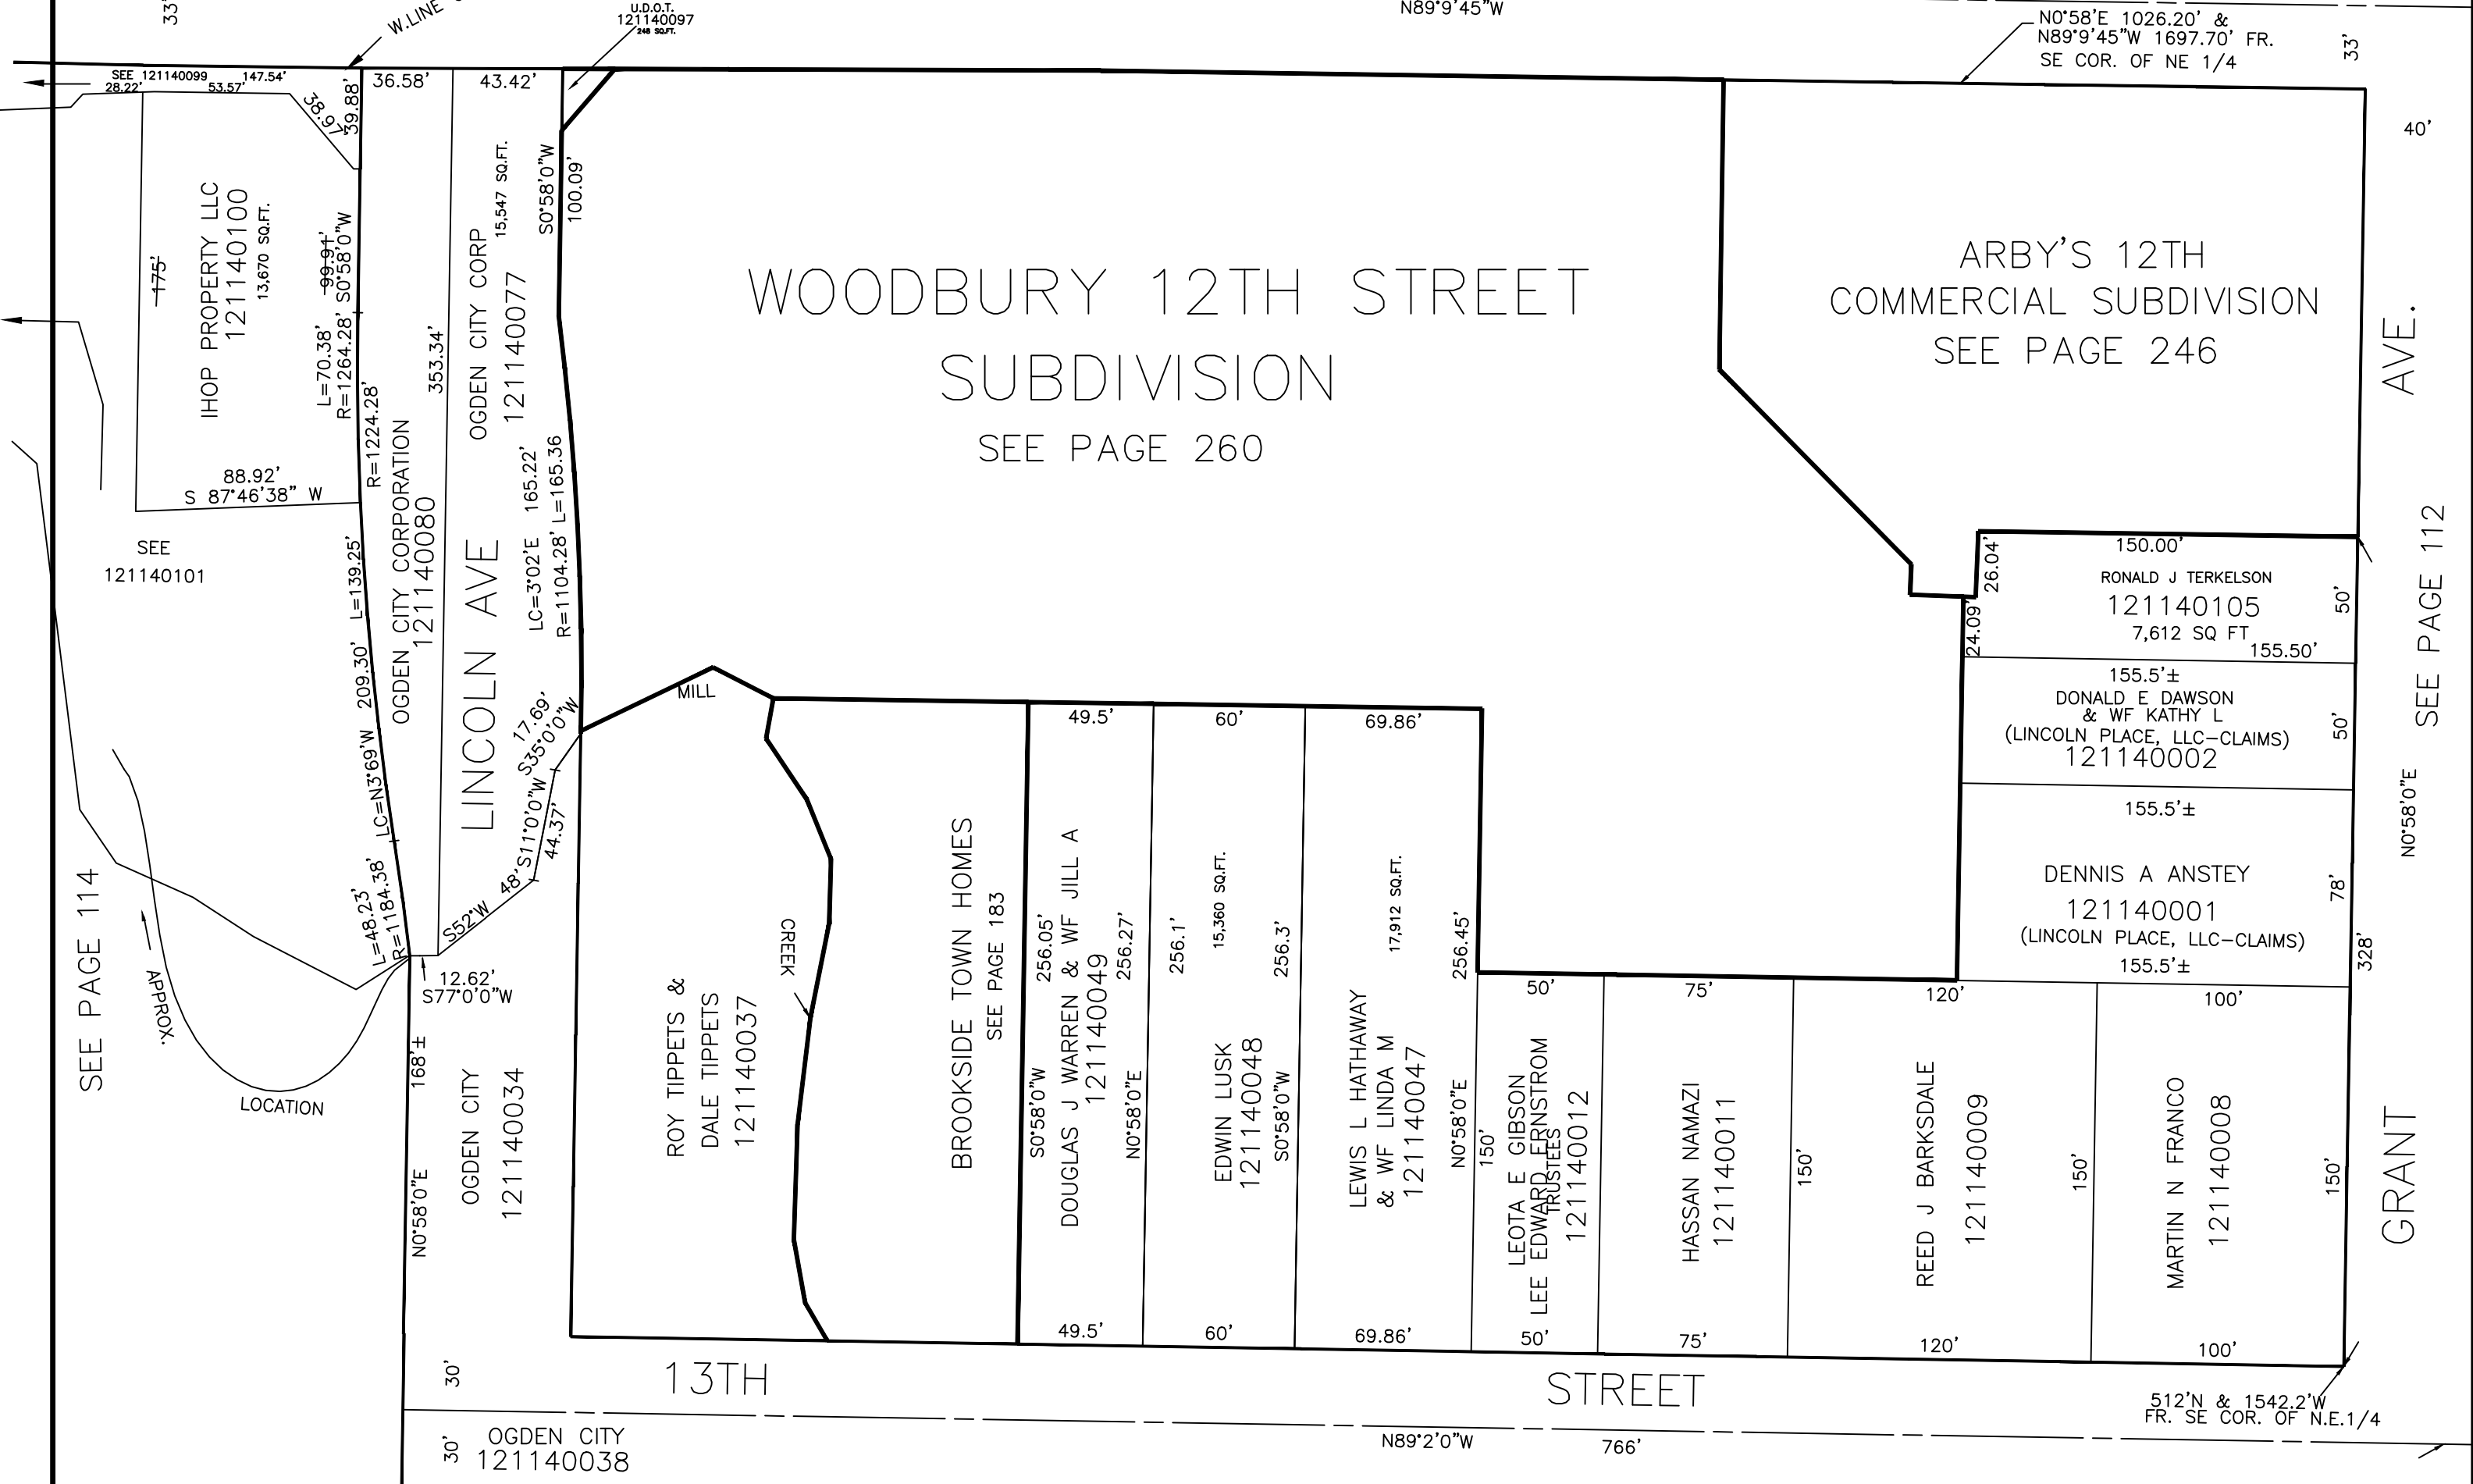 33'
W.LINE
U.D.O.T.
121140097
248 SQ.FT.
N89°9'45"W
N0°58'E 1026.20' &
N89°9'45"W 1697.70' FR.
SE COR. OF NE 1/4
33'
40'
SEE 121140099
147.54'
28.22'
53.57'
38.97'
39.88'
36.58'
43.42'
IHOP PROPERTY LLC
121140100
13,670 SQ.FT.
175'
99.91'
S0°58'0"W
L=70.38'
R=1264.28'
88.92'
S 87°46'38" W
SEE
121140101
R=1224.28'
OGDEN CITY CORPORATION
121140080
353.34'
OGDEN CITY CORP
121140077
15,547 SQ.FT.
S0°58'0"W
100.09'
LC=3°02'E 165.22'
R=1104.28' L=165.36
LINCOLN AVE
L=139.25'
LC=N3°69'W 209.30'
L=48.23'
R=1184.38'
17.69'
S35°0'0"W
S11°0'0"W
44.37'
S52°W
48'
12.62'
S77°0'0"W
WOODBURY 12TH STREET
SUBDIVISION
SEE PAGE 260
ARBY'S 12TH
COMMERCIAL SUBDIVISION
SEE PAGE 246
AVE.
SEE PAGE 112
150.00'
26.04'
24.09'
RONALD J TERKELSON
121140105
7,612 SQ FT
50'
155.50'
155.5'±
DONALD E DAWSON
& WF KATHY L
(LINCOLN PLACE, LLC-CLAIMS)
121140002
50'
N0°58'0"E
155.5'±
DENNIS A ANSTEY
121140001
(LINCOLN PLACE, LLC-CLAIMS)
155.5'±
78'
328'
MILL
CREEK
SEE PAGE 114
APPROX.
LOCATION
168'±
N0°58'0"E
OGDEN CITY
121140034
ROY TIPPETS &
DALE TIPPETS
121140037
BROOKSIDE TOWN HOMES
SEE PAGE 183
49.5'
256.05'
S0°58'0"W
DOUGLAS J WARREN & WF JILL A
121140049
256.27'
N0°58'0"E
49.5'
60'
256.1'
15,360 SQ.FT.
EDWIN LUSK
121140048
256.3'
S0°58'0"W
60'
69.86'
17,912 SQ.FT.
LEWIS L HATHAWAY
& WF LINDA M
121140047
256.45'
N0°58'0"E
69.86'
50'
150'
LEOTA E GIBSON
LEE EDWARD ERNSTROM
TRUSTEES
121140012
50'
75'
HASSAN NAMAZI
121140011
150'
75'
120'
REED J BARKSDALE
121140009
150'
120'
100'
MARTIN N FRANCO
121140008
150'
100'
GRANT
30'
13TH
STREET
30'
OGDEN CITY
121140038
N89°2'0"W
766'
512'N & 1542.2'W
FR. SE COR. OF N.E.1/4